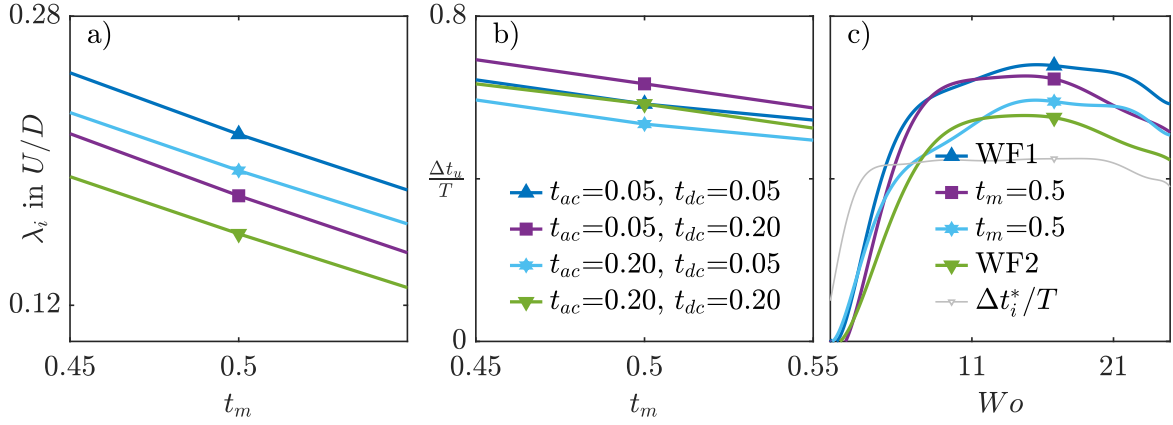 a)
0.28
0.12
λ_i in U/D
0.45
0.5
t_m
b)
0.8
Δt_u/T
0
t_ac=0.05, t_dc=0.05
t_ac=0.05, t_dc=0.20
t_ac=0.20, t_dc=0.05
t_ac=0.20, t_dc=0.20
0.45
0.5
0.55
t_m
c)
WF1
t_m=0.5
t_m=0.5
WF2
Δt_i^*/T
11
21
Wo